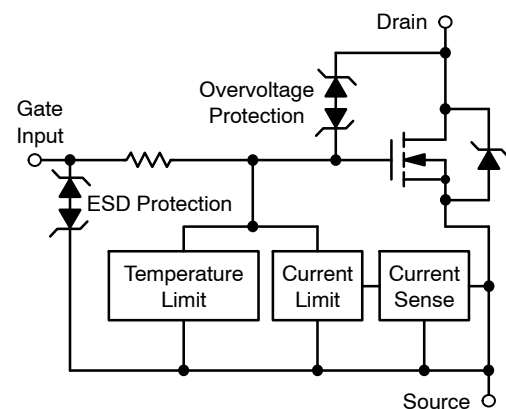 Drain
Overvoltage
Protection
Gate
Input
ESD Protection
Temperature
Limit
Current
Limit
Current
Sense
Source